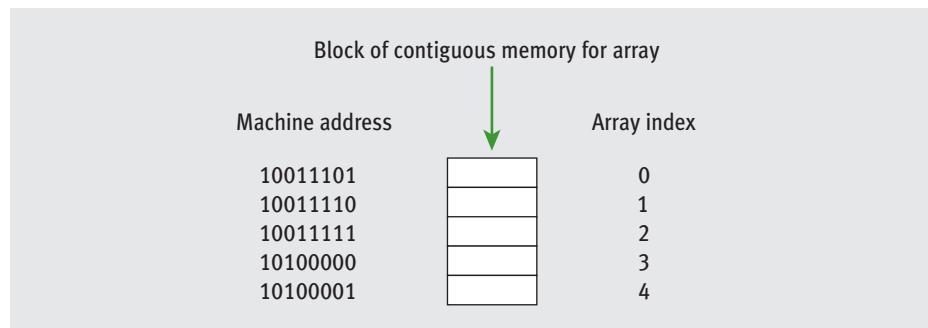 Block of contiguous memory for array
Machine address Array index
10011101 0
10011110 1
10011111 2
10100000 3
10100001 4